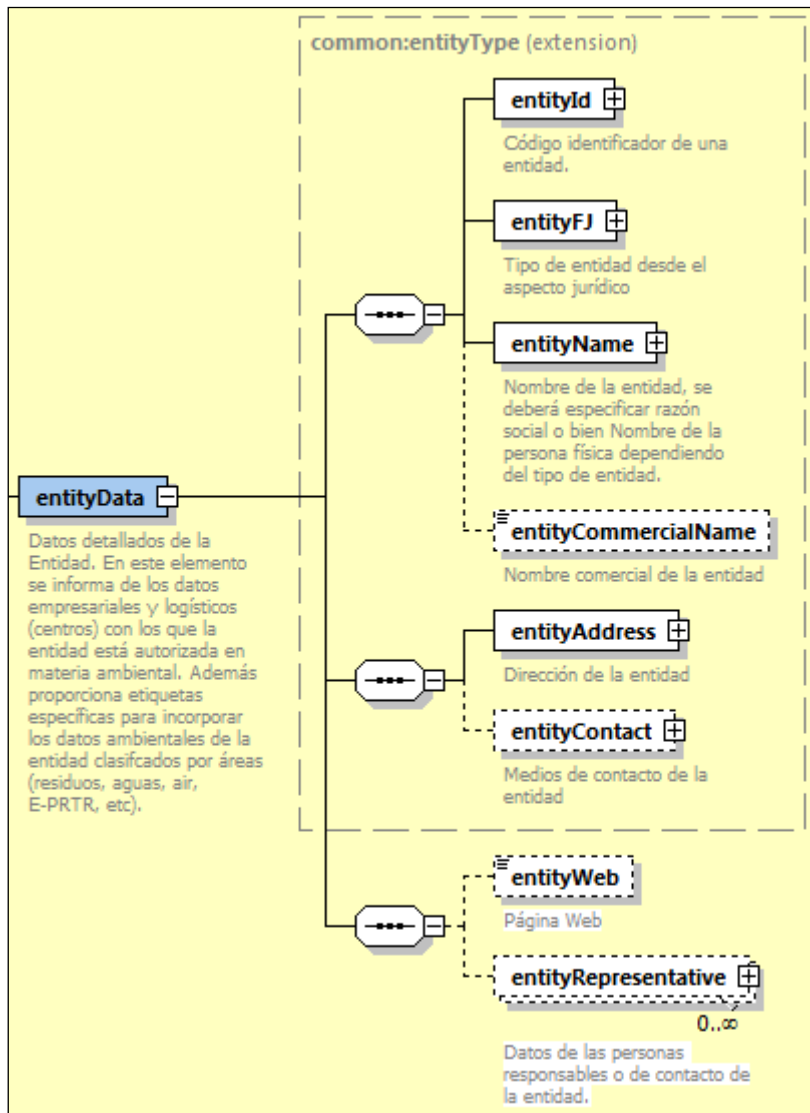 common:entityType (extension)
entityId
Código identificador de una
entidad.
entityFJ
Tipo de entidad desde el
aspecto jurídico
entityName
Nombre de la entidad, se
deberá especificar razón
social o bien Nombre de la
persona física dependiendo
del tipo de entidad.
entityCommercialName
Nombre comercial de la entidad
entityData
Datos detallados de la
Entidad. En este elemento
se informa de los datos
empresariales y logísticos
(centros) con los que la
entidad está autorizada en
materia ambiental. Además
proporciona etiquetas
específicas para incorporar
los datos ambientales de la
entidad clasifcados por áreas
(residuos, aguas, air,
E-PRTR, etc).
entityAddress
Dirección de la entidad
entityContact
Medios de contacto de la
entidad
entityWeb
Página Web
entityRepresentative
0..∞
Datos de las personas
responsables o de contacto de
la entidad.